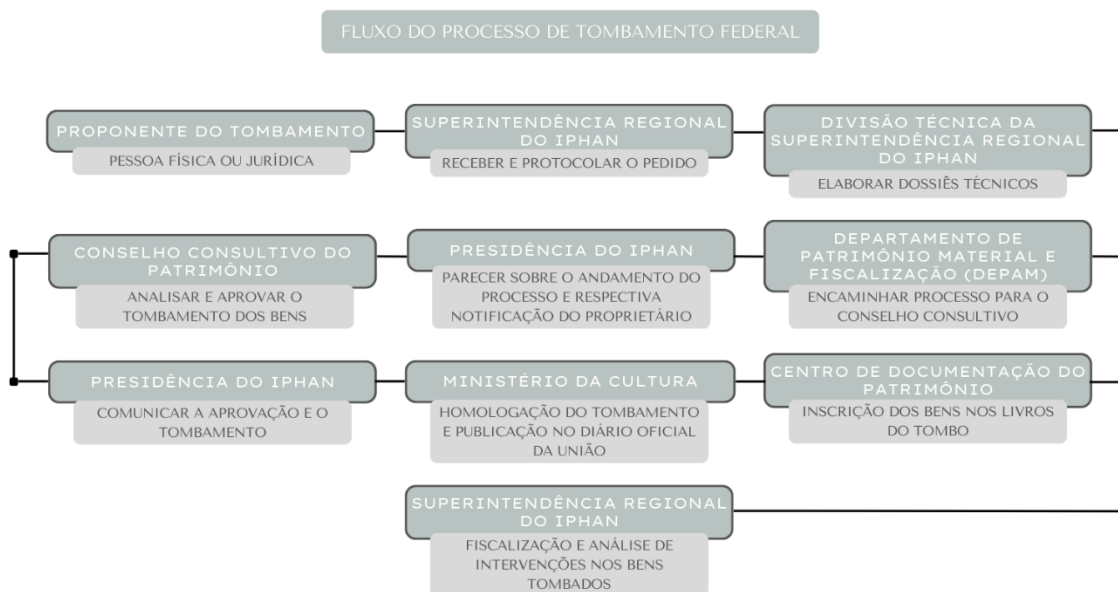 FLUXO DO PROCESSO DE TOMBAMENTO FEDERAL
PROPONENTE DO TOMBAMENTO
PESSOA FÍSICA OU JURÍDICA
SUPERINTENDÊNCIA REGIONAL
DO IPHAN
RECEBER E PROTOCOLAR O PEDIDO
DIVISÃO TÉCNICA DA
SUPERINTENDÊNCIA REGIONAL
DO IPHAN
ELABORAR DOSSIÊS TÉCNICOS
CONSELHO CONSULTIVO DO
PATRIMÔNIO
ANALISAR E APROVAR O
TOMBAMENTO DOS BENS
PRESIDÊNCIA DO IPHAN
PARECER SOBRE O ANDAMENTO DO
PROCESSO E RESPECTIVA
NOTIFICAÇÃO DO PROPRIETÁRIO
DEPARTAMENTO DE
PATRIMÔNIO MATERIAL E
FISCALIZAÇÃO (DEPAM)
ENCAMINHAR PROCESSO PARA O
CONSELHO CONSULTIVO
PRESIDÊNCIA DO IPHAN
COMUNICAR A APROVAÇÃO E O
TOMBAMENTO
MINISTÉRIO DA CULTURA
HOMOLOGAÇÃO DO TOMBAMENTO
E PUBLICAÇÃO NO DIÁRIO OFICIAL
DA UNIÃO
CENTRO DE DOCUMENTAÇÃO DO
PATRIMÔNIO
INSCRIÇÃO DOS BENS NOS LIVROS
DO TOMBO
SUPERINTENDÊNCIA REGIONAL
DO IPHAN
FISCALIZAÇÃO E ANÁLISE DE
INTERVENÇÕES NOS BENS
TOMBADOS